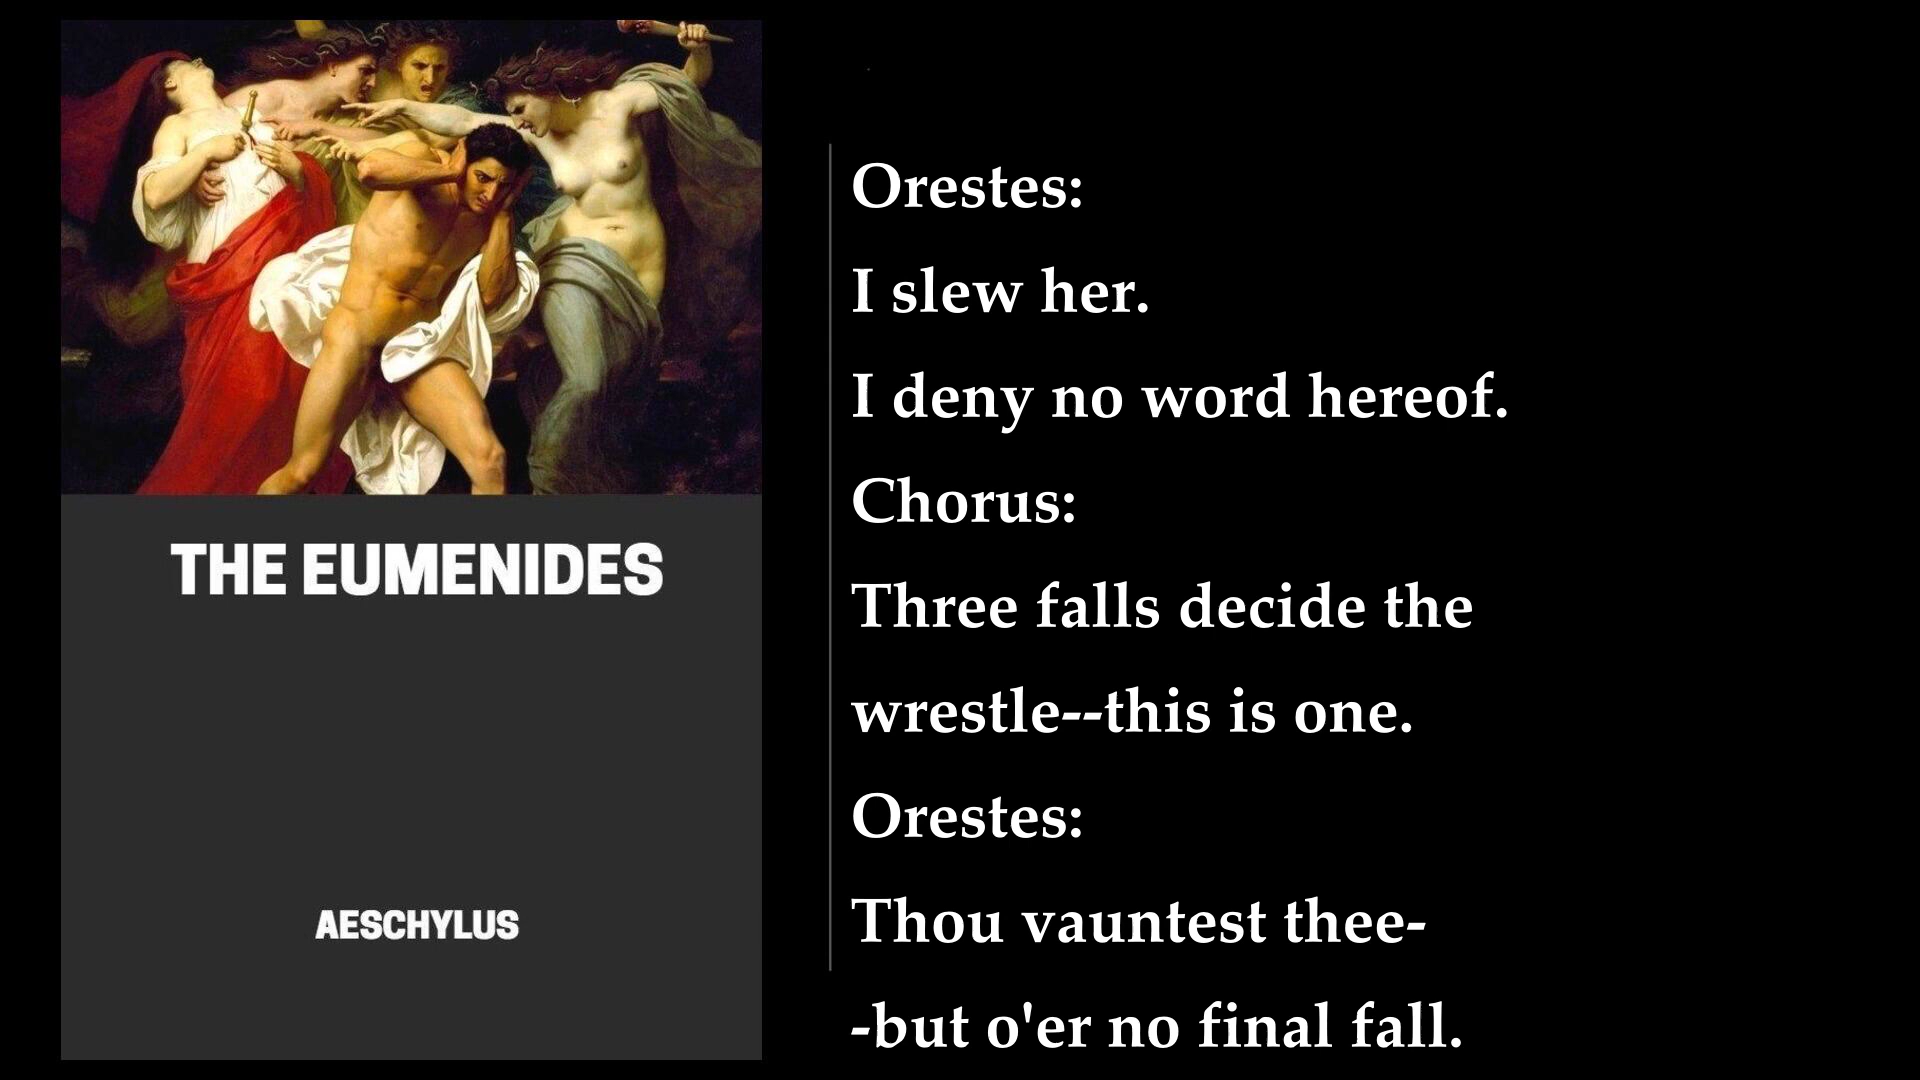 THE EUMENIDES
AESCHYLUS
Orestes:
I slew her.
I deny no word hereof.
Chorus:
Three falls decide the
wrestle--this is one.
Orestes:
Thou vauntest thee-
-but o'er no final fall.